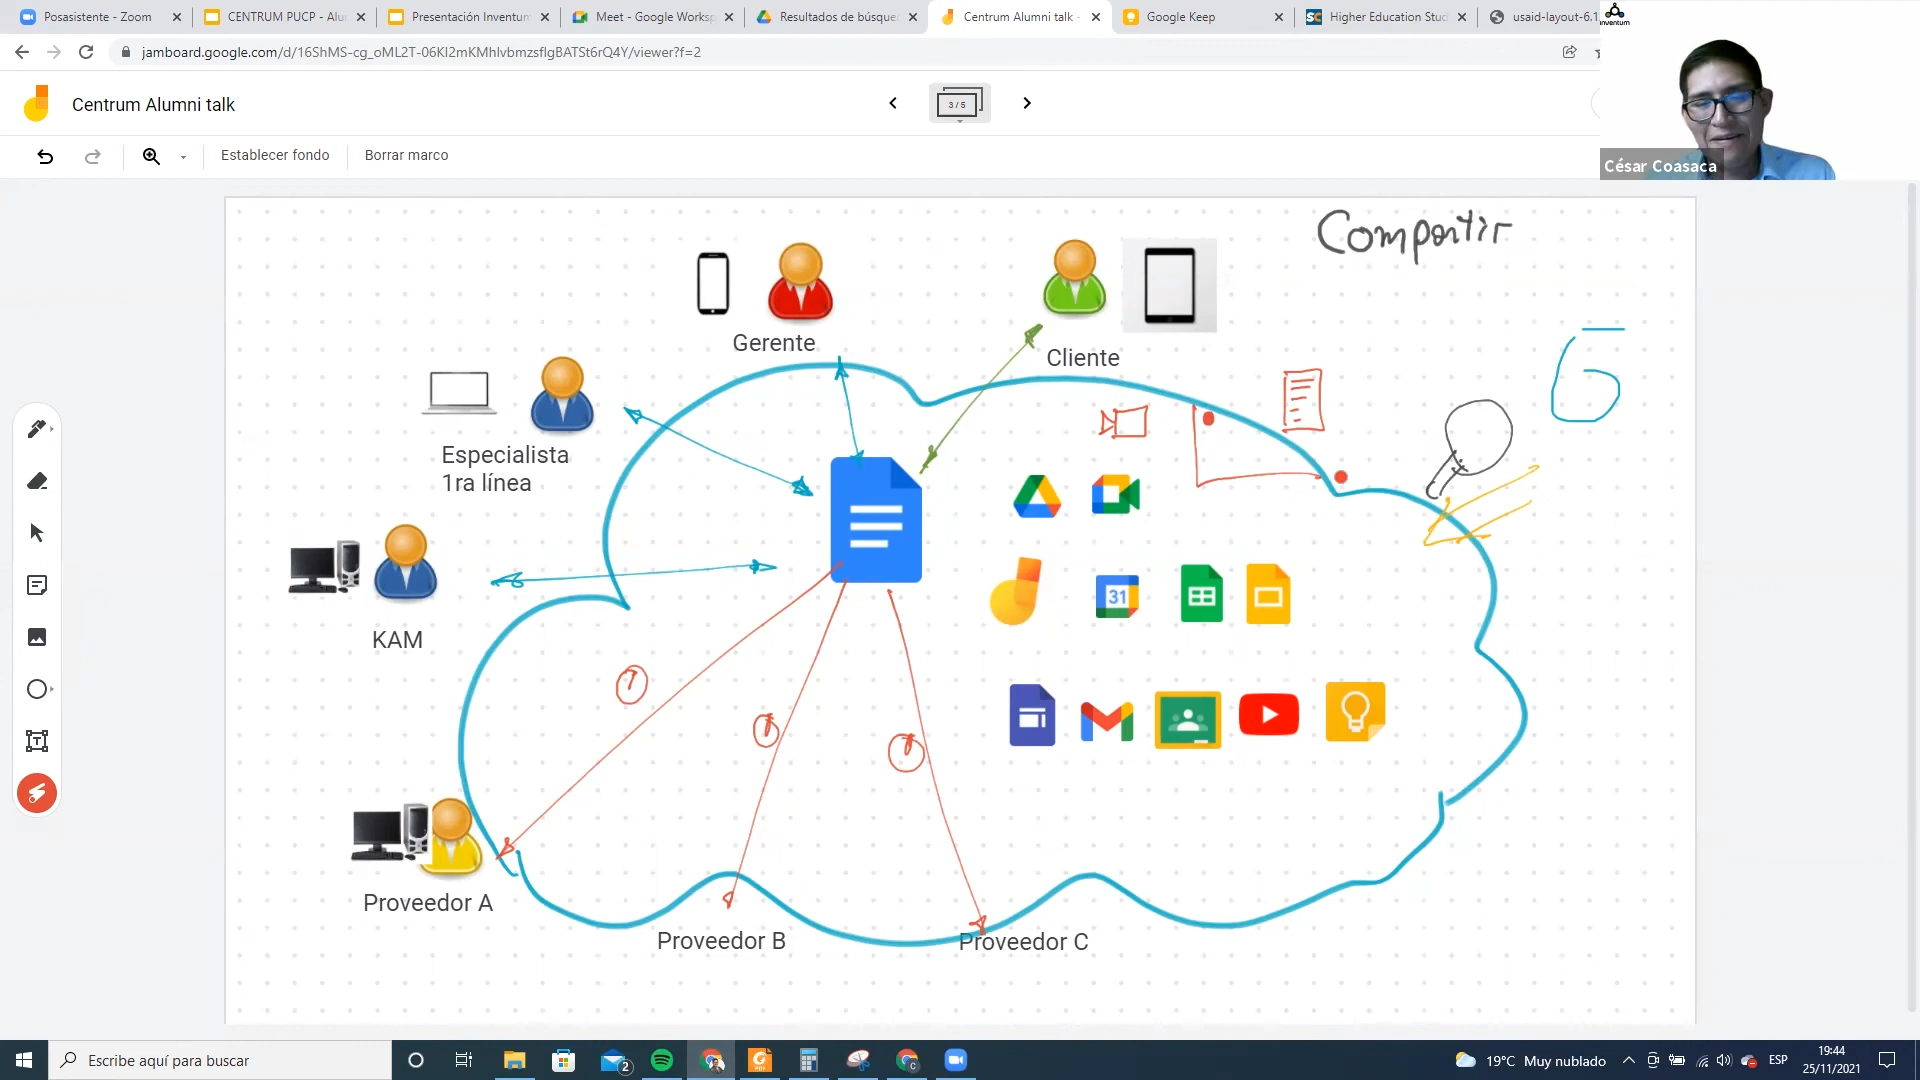 Posasistente - Zoom
CENTRUM PUCP - Alu
Presentación Inventum
Meet - Google Worksp
Resultados de búsque
Centrum Alumni talk -
Google Keep
Higher Education Stud
usaid-layout-6.1
inventum
jamboard.google.com/d/16ShMS-cg_oML2T-06KI2mKMhlvbmzsflgBATSt6rQ4Y/viewer?f=2
Centrum Alumni talk
3 / 5
Establecer fondo
Borrar marco
César Coasaca
Compartir
Gerente
Cliente
Especialista
1ra línea
31
KAM
Proveedor A
Proveedor B
Proveedor C
Escribe aquí para buscar
2
19°C Muy nublado
ESP
19:44
25/11/2021